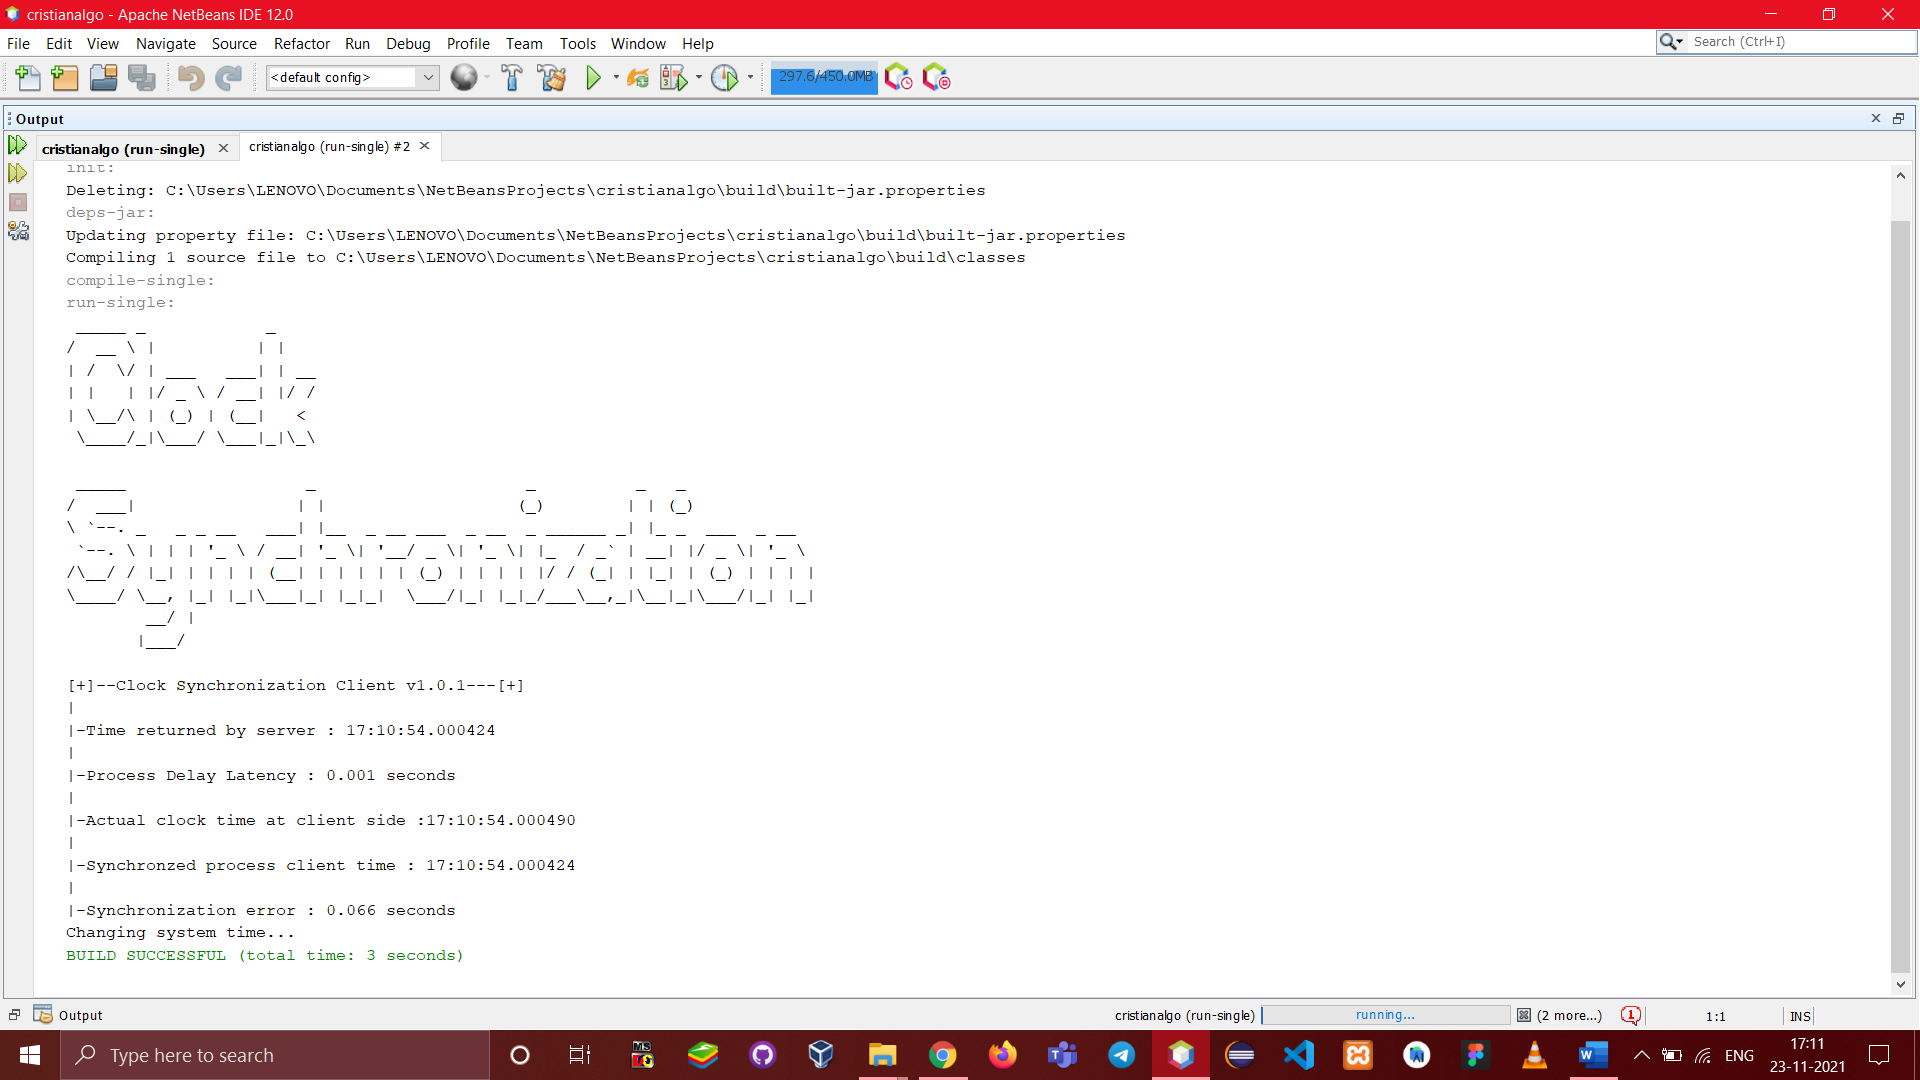 cristianalgo - Apache NetBeans IDE 12.0
File Edit View Navigate Source Refactor Run Debug Profile Team Tools Window Help
Search (Ctrl+I)
<default config>
297.6/450.0MB
Output
cristianalgo (run-single)
cristianalgo (run-single) #2
init:
Deleting: C:\Users\LENOVO\Documents\NetBeansProjects\cristianalgo\build\built-jar.properties
deps-jar:
Updating property file: C:\Users\LENOVO\Documents\NetBeansProjects\cristianalgo\build\built-jar.properties
Compiling 1 source file to C:\Users\LENOVO\Documents\NetBeansProjects\cristianalgo\build\classes
compile-single:
run-single:
Clock
Synchronization
[+]--Clock Synchronization Client v1.0.1---[+]
|
|-Time returned by server : 17:10:54.000424
|
|-Process Delay Latency : 0.001 seconds
|
|-Actual clock time at client side :17:10:54.000490
|
|-Synchronzed process client time : 17:10:54.000424
|
|-Synchronization error : 0.066 seconds
Changing system time...
BUILD SUCCESSFUL (total time: 3 seconds)
Output
cristianalgo (run-single) running... (2 more...) 1 1:1 INS
Type here to search
ENG
17:11
23-11-2021